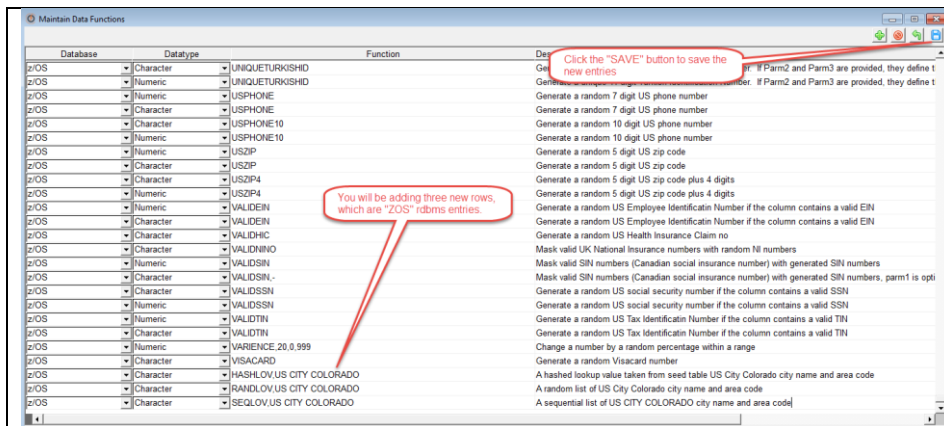 Maintain Data Functions
Database Datatype Function Des
z/OS Character UNIQUETURKISHID Ger er. If Parm2 and Parm3 are provided, they define t
z/OS Numeric UNIQUETURKISHID er. If Parm2 and Parm3 are provided, they define t
Click the "SAVE" button to save the
new entries
z/OS Numeric USPHONE Generate a random 7 digit US phone number
z/OS Character USPHONE Generate a random 7 digit US phone number
z/OS Character USPHONE10 Generate a random 10 digit US phone number
z/OS Numeric USPHONE10 Generate a random 10 digit US phone number
z/OS Numeric USZIP Generate a random 5 digit US zip code
z/OS Character USZIP Generate a random 5 digit US zip code
z/OS Character USZIP4 Generate a random 5 digit US zip code plus 4 digits
z/OS Numeric USZIP4 Generate a random 5 digit US zip code plus 4 digits
You will be adding three new rows,
which are "ZOS" rdbms entries.
z/OS Numeric VALIDEIN Generate a random US Employee Identificatin Number if the column contains a valid EIN
z/OS Character VALIDEIN Generate a random US Employee Identificatin Number if the column contains a valid EIN
z/OS Character VALIDHIC Generate a random US Health Insurance Claim no
z/OS Character VALIDNINO Mask valid UK National Insurance numbers with random NI numbers
z/OS Numeric VALIDSIN Mask valid SIN numbers (Canadian social insurance number) with generated SIN numbers
z/OS Character VALIDSIN,- Mask valid SIN numbers (Canadian social insurance number) with generated SIN numbers, parm1 is opti
z/OS Character VALIDSSN Generate a random US social security number if the column contains a valid SSN
z/OS Numeric VALIDSSN Generate a random US social security number if the column contains a valid SSN
z/OS Numeric VALIDTIN Generate a random US Tax Identificatin Number if the column contains a valid TIN
z/OS Character VALIDTIN Generate a random US Tax Identificatin Number if the column contains a valid TIN
z/OS Numeric VARIENCE,20,0,999 Change a number by a random percentage within a range
z/OS Character VISACARD Generate a random Visacard number
z/OS Character HASHLOV,US CITY COLORADO A hashed lookup value taken from seed table US City Colorado city name and area code
z/OS Character RANDLOV,US CITY COLORADO A random list of US City Colorado city name and area code
z/OS Character SEQLOV,US CITY COLORADO A sequential list of US CITY COLORADO city name and area code